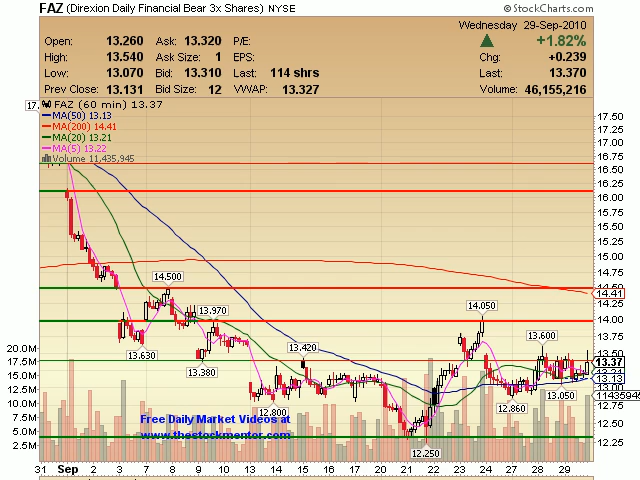 FAZ (Direxion Daily Financial Bear 3x Shares) NYSE © StockCharts.com
Wednesday 29-Sep-2010
Open: 13.260 Ask: 13.320 P/E: +1.82%
High: 13.540 Ask Size: 1 EPS: Chg: +0.239
Low: 13.070 Bid: 13.310 Last: 114 shrs Last: 13.370
Prev Close: 13.131 Bid Size: 12 VWAP: 13.327 Volume: 46,155,216
17.
FAZ (60 min) 13.37
MA(50) 13.13
MA(200) 14.41
MA(20) 13.21
MA(5) 13.22
Volume 11,435,945
17.50
17.25
17.00
16.75
16.50
16.25
16.00
15.75
15.50
15.25
15.00
14.75
14.50
14.41
14.25
14.00
13.75
13.50
13.37
13.13
13.00
11435945
12.75
12.50
12.25
14.500
13.970
14.050
13.630
13.380
13.420
13.600
12.800
12.860
13.050
12.250
20.0M
17.5M
15.0M
12.5M
10.0M
7.5M
5.0M
2.5M
Free Daily Market Videos at
www.thestockmentor.com
31 Sep 2 3 7 8 9 10 13 14 15 16 17 20 21 22 23 24 27 28 29